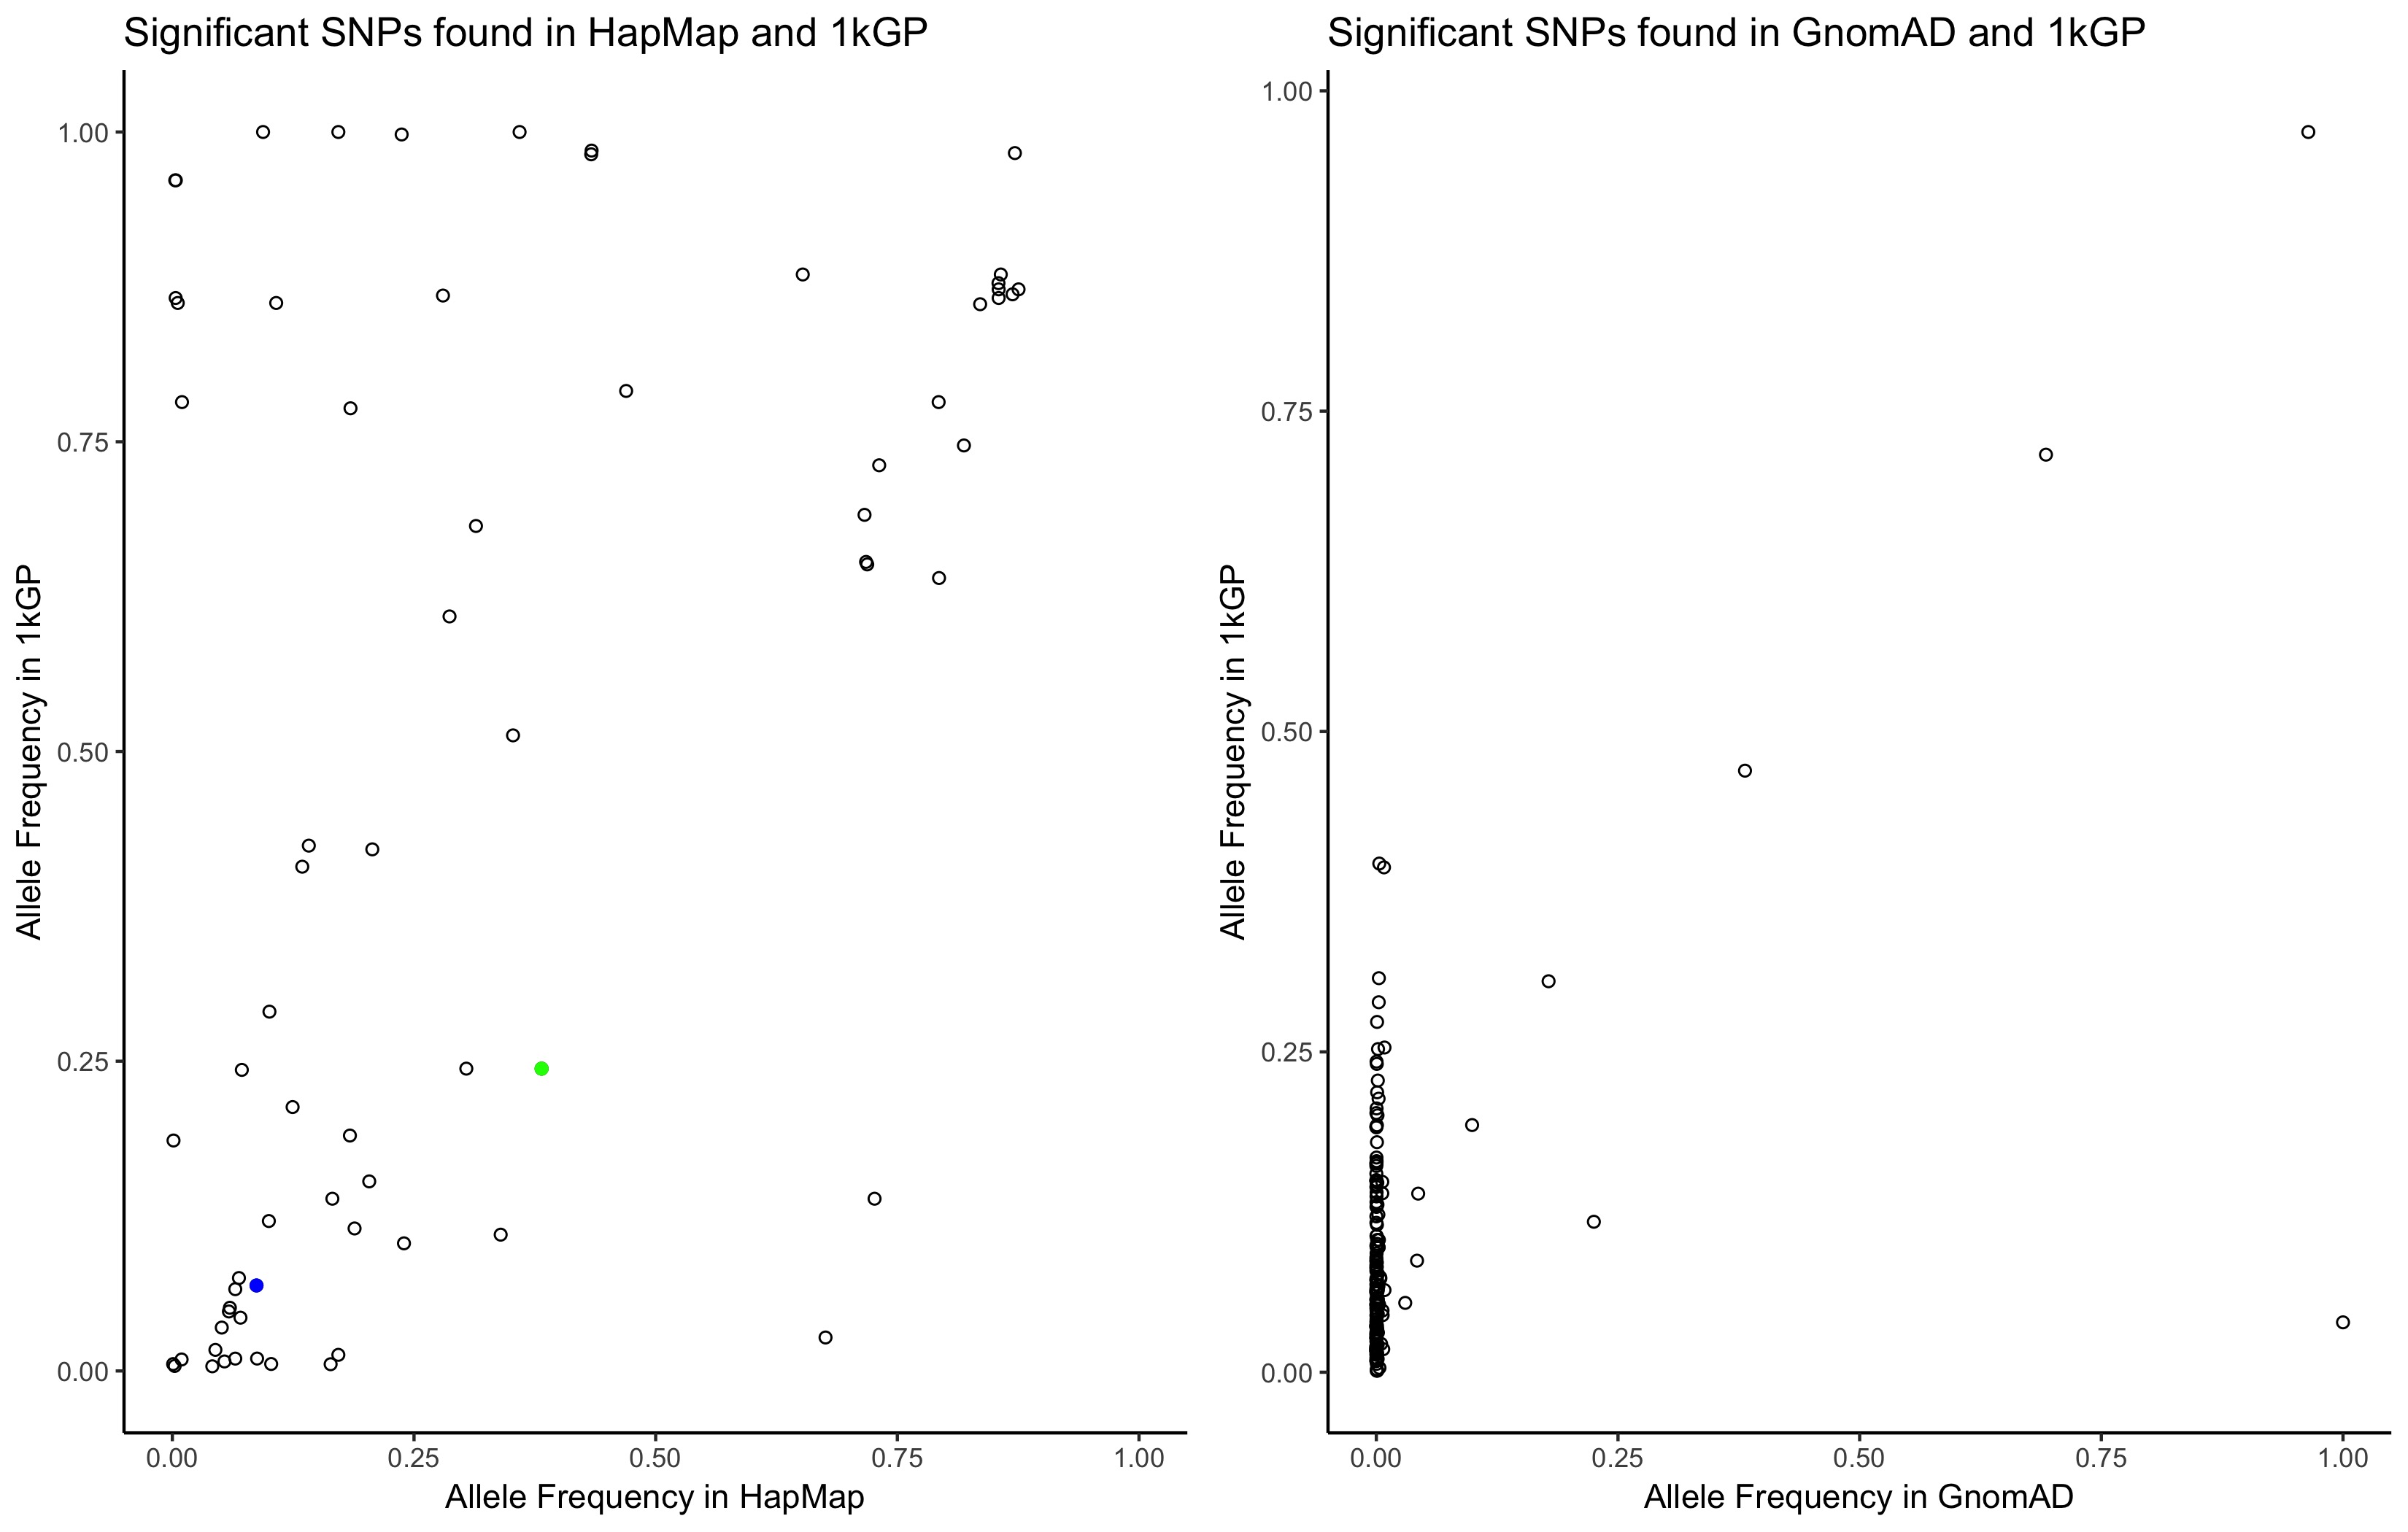 Significant SNPs found in HapMap and 1kGP
Allele Frequency in 1kGP
1.00
0.75
0.50
0.25
0.00
0.00 0.25 0.50 0.75 1.00
Allele Frequency in HapMap
Significant SNPs found in GnomAD and 1kGP
Allele Frequency in 1kGP
1.00
0.75
0.50
0.25
0.00
0.00 0.25 0.50 0.75 1.00
Allele Frequency in GnomAD